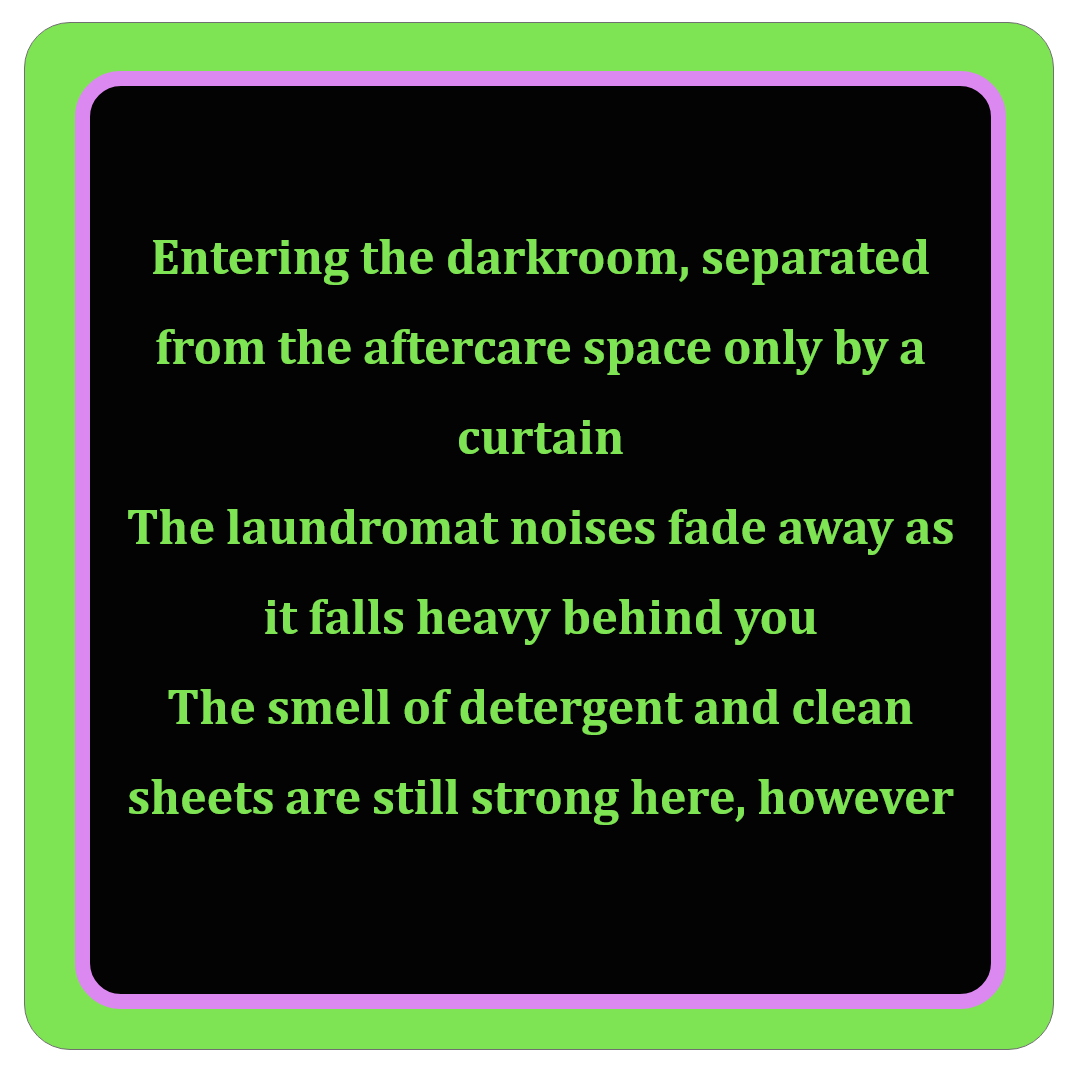 Entering the darkroom, separated
from the aftercare space only by a
curtain
The laundromat noises fade away as
it falls heavy behind you
The smell of detergent and clean
sheets are still strong here, however